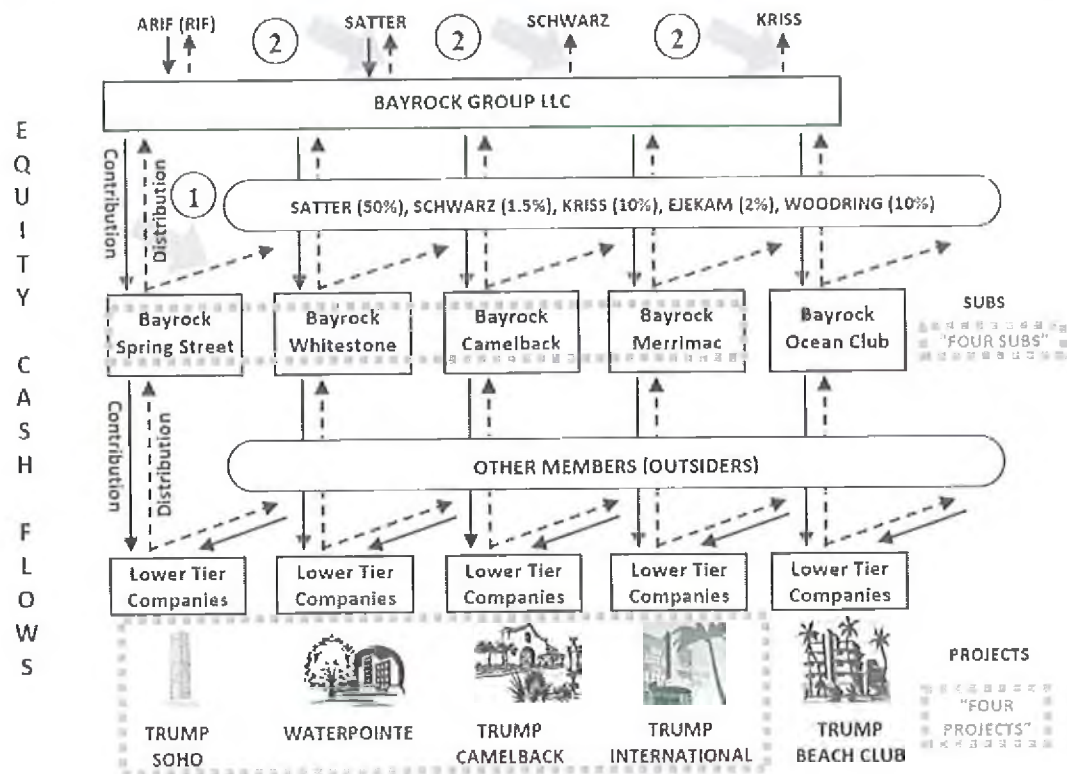 ARIF (RIF)
2
SATTER
2
SCHWARZ
2
KRISS
BAYROCK GROUP LLC
EQUITY CASH FLOWS
Contribution
Distribution
1
SATTER (50%), SCHWARZ (1.5%), KRISS (10%), EJEKAM (2%), WOODRING (10%)
Bayrock
Spring Street
Bayrock
Whitestone
Bayrock
Camelback
Bayrock
Merrimac
Bayrock
Ocean Club
SUBS
"FOUR SUBS"
Contribution
Distribution
OTHER MEMBERS (OUTSIDERS)
Lower Tier
Companies
Lower Tier
Companies
Lower Tier
Companies
Lower Tier
Companies
Lower Tier
Companies
TRUMP
SOHO
WATERPOINTE
TRUMP
CAMELBACK
TRUMP
INTERNATIONAL
TRUMP
BEACH CLUB
PROJECTS
"FOUR
PROJECTS"